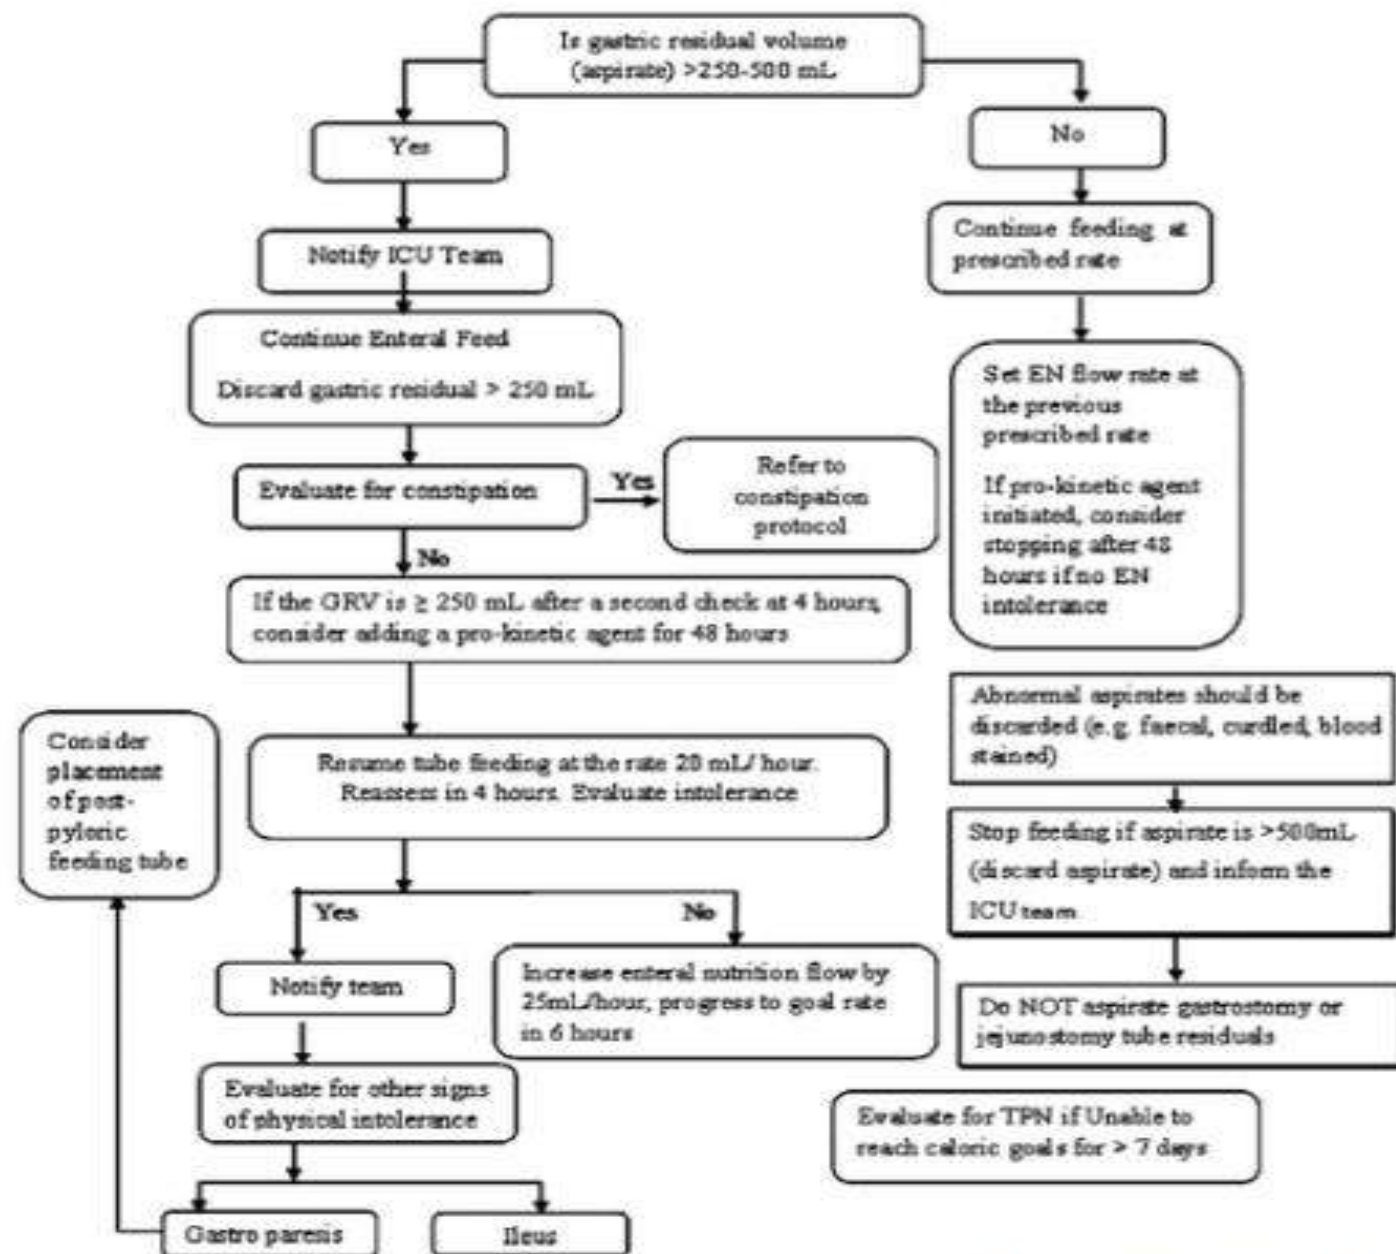 Is gastric residual volume
(aspirate) >250-500 mL
Yes
No
Notify ICU Team
Continue feeding at
prescribed rate
Continue Enteral Feed
Discard gastric residual > 250 mL
Set EN flow rate at
the previous
prescribed rate
If pro-kinetic agent
initiated, consider
stopping after 48
hours if no EN
intolerance
Evaluate for constipation
Yes
Refer to
constipation
protocol
No
If the GRV is ≥ 250 mL after a second check at 4 hours,
consider adding a pro-kinetic agent for 48 hours
Abnormal aspirates should be
discarded (e.g. faecal, curdled, blood
stained)
Consider
placement
of post-
pyloric
feeding tube
Resume tube feeding at the rate 20 mL/ hour.
Reassess in 4 hours. Evaluate intolerance
Stop feeding if aspirate is >500mL
(discard aspirate) and inform the
ICU team
Yes
No
Notify team
Increase enteral nutrition flow by
25mL/hour, progress to goal rate
in 6 hours
Do NOT aspirate gastrostomy or
jejunostomy tube residuals
Evaluate for other signs
of physical intolerance
Evaluate for TPN if Unable to
reach caloric goals for > 7 days
Gastro paresis
Ileus